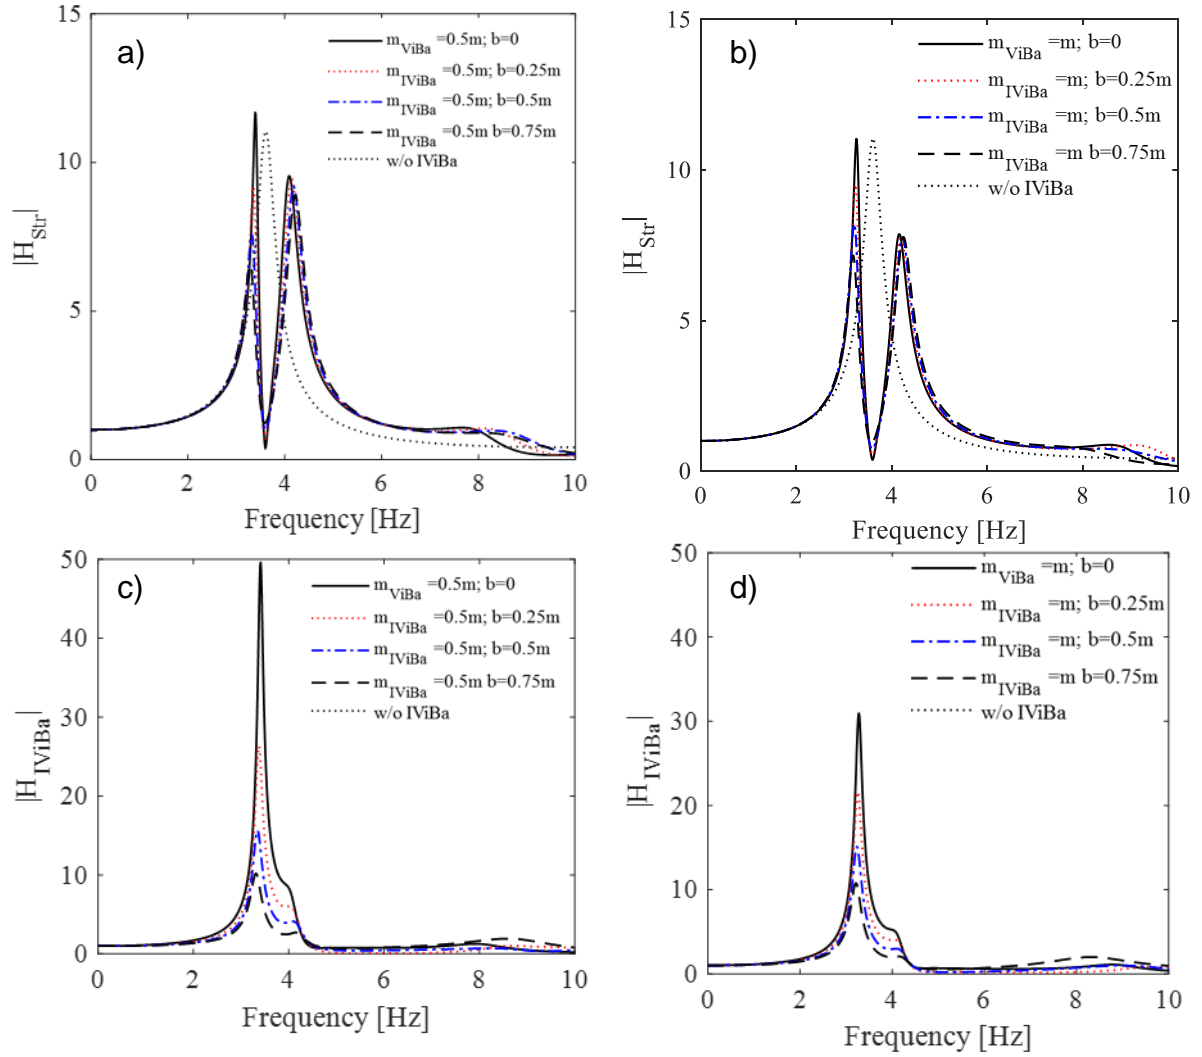 a)
15
10
5
0
|H_Str|
m_ViBa =0.5m; b=0
m_IViBa =0.5m; b=0.25m
m_IViBa =0.5m; b=0.5m
m_IViBa =0.5m b=0.75m
w/o IViBa
0 2 4 6 8 10
Frequency [Hz]
b)
15
10
5
0
|H_Str|
m_ViBa =m; b=0
m_IViBa =m; b=0.25m
m_IViBa =m; b=0.5m
m_IViBa =m b=0.75m
w/o IViBa
0 2 4 6 8 10
Frequency [Hz]
c)
50
40
30
20
10
0
|H_IViBa|
m_ViBa =0.5m; b=0
m_IViBa =0.5m; b=0.25m
m_IViBa =0.5m; b=0.5m
m_IViBa =0.5m b=0.75m
w/o IViBa
0 2 4 6 8 10
Frequency [Hz]
d)
50
40
30
20
10
0
|H_IViBa|
m_ViBa =m; b=0
m_IViBa =m; b=0.25m
m_IViBa =m; b=0.5m
m_IViBa =m b=0.75m
w/o IViBa
0 2 4 6 8 10
Frequency [Hz]